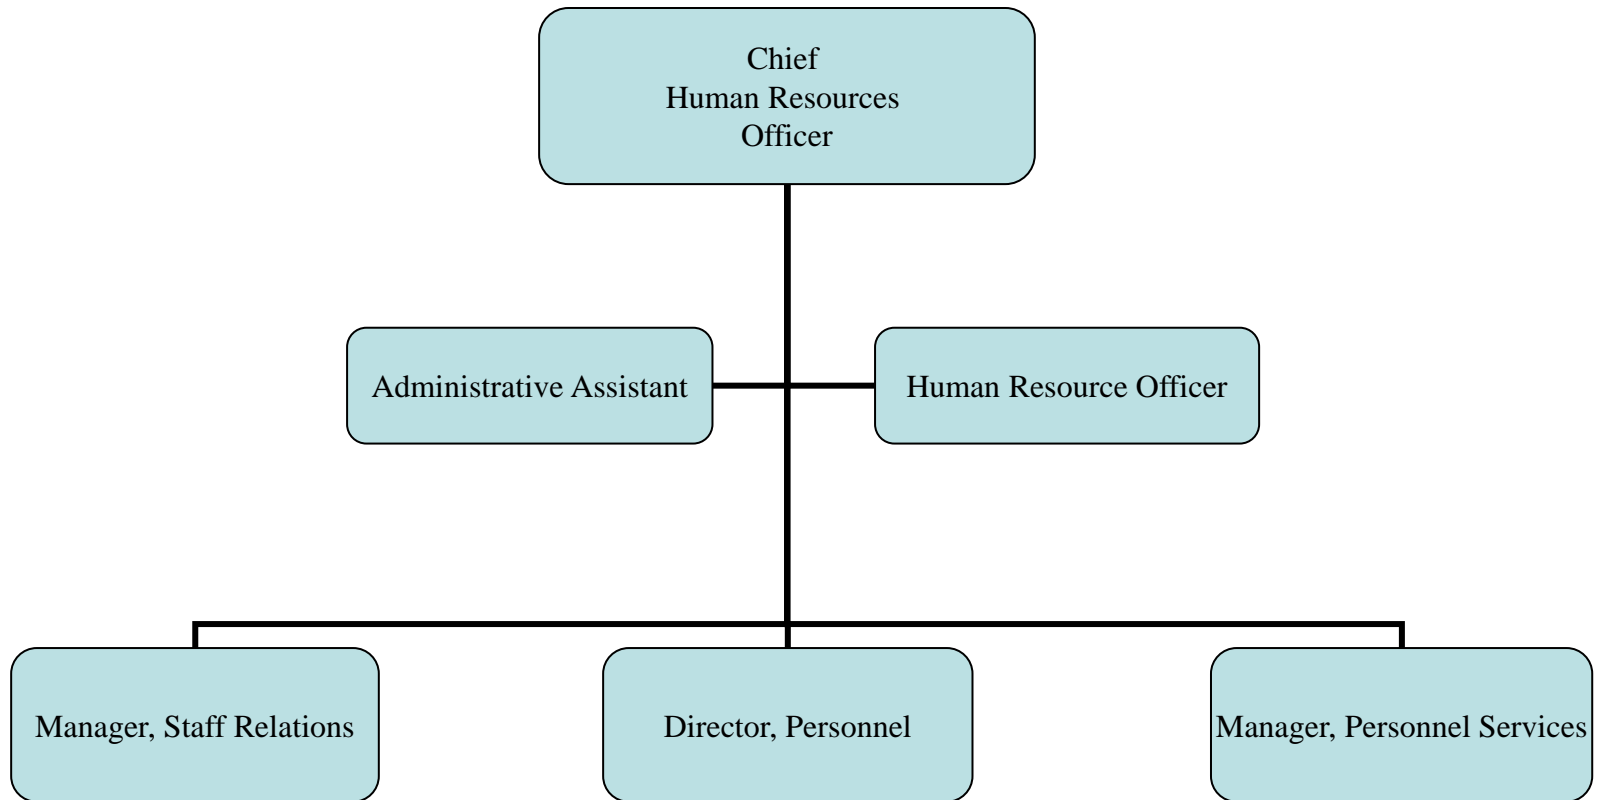 Chief
Human Resources
Officer
Administrative Assistant
Human Resource Officer
Manager, Staff Relations
Director, Personnel
Manager, Personnel Services